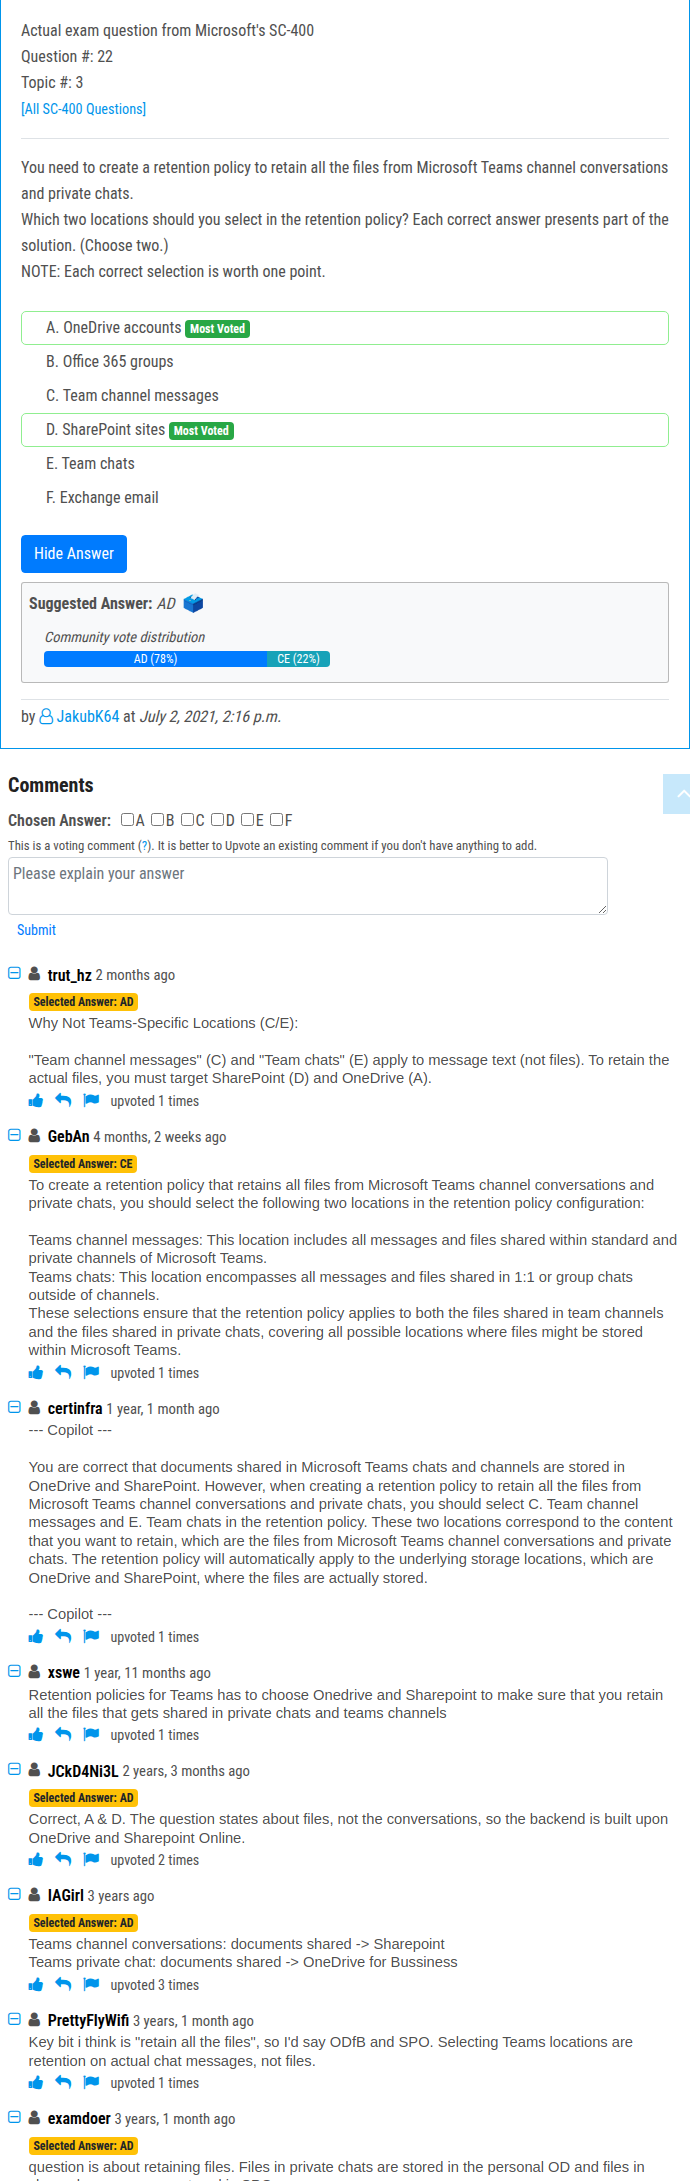 Actual exam question from Microsoft's SC-400
Question #: 22
Topic #: 3
[All SC-400 Questions]
You need to create a retention policy to retain all the files from Microsoft Teams channel conversations
and private chats.
Which two locations should you select in the retention policy? Each correct answer presents part of the
solution. (Choose two.)
NOTE: Each correct selection is worth one point.
A. OneDrive accounts Most Voted
B. Office 365 groups
C. Team channel messages
D. SharePoint sites Most Voted
E. Team chats
F. Exchange email
Hide Answer
Suggested Answer: AD
Community vote distribution
AD (78%) CE (22%)
by JakubK64 at July 2, 2021, 2:16 p.m.
Comments
Chosen Answer: A B C D E F
This is a voting comment (?). It is better to Upvote an existing comment if you don't have anything to add.
Please explain your answer
Submit
trut_hz 2 months ago
Selected Answer: AD
Why Not Teams-Specific Locations (C/E):
"Team channel messages" (C) and "Team chats" (E) apply to message text (not files). To retain the
actual files, you must target SharePoint (D) and OneDrive (A).
upvoted 1 times
GebAn 4 months, 2 weeks ago
Selected Answer: CE
To create a retention policy that retains all files from Microsoft Teams channel conversations and
private chats, you should select the following two locations in the retention policy configuration:
Teams channel messages: This location includes all messages and files shared within standard and
private channels of Microsoft Teams.
Teams chats: This location encompasses all messages and files shared in 1:1 or group chats
outside of channels.
These selections ensure that the retention policy applies to both the files shared in team channels
and the files shared in private chats, covering all possible locations where files might be stored
within Microsoft Teams.
upvoted 1 times
certinfra 1 year, 1 month ago
--- Copilot ---
You are correct that documents shared in Microsoft Teams chats and channels are stored in
OneDrive and SharePoint. However, when creating a retention policy to retain all the files from
Microsoft Teams channel conversations and private chats, you should select C. Team channel
messages and E. Team chats in the retention policy. These two locations correspond to the content
that you want to retain, which are the files from Microsoft Teams channel conversations and private
chats. The retention policy will automatically apply to the underlying storage locations, which are
OneDrive and SharePoint, where the files are actually stored.
--- Copilot ---
upvoted 1 times
xswe 1 year, 11 months ago
Retention policies for Teams has to choose Onedrive and Sharepoint to make sure that you retain
all the files that gets shared in private chats and teams channels
upvoted 1 times
JCkD4Ni3L 2 years, 3 months ago
Selected Answer: AD
Correct, A & D. The question states about files, not the conversations, so the backend is built upon
OneDrive and Sharepoint Online.
upvoted 2 times
IAGirl 3 years ago
Selected Answer: AD
Teams channel conversations: documents shared -> Sharepoint
Teams private chat: documents shared -> OneDrive for Bussiness
upvoted 3 times
PrettyFlyWifi 3 years, 1 month ago
Key bit i think is "retain all the files", so I'd say ODfB and SPO. Selecting Teams locations are
retention on actual chat messages, not files.
upvoted 1 times
examdoer 3 years, 1 month ago
Selected Answer: AD
question is about retaining files. Files in private chats are stored in the personal OD and files in